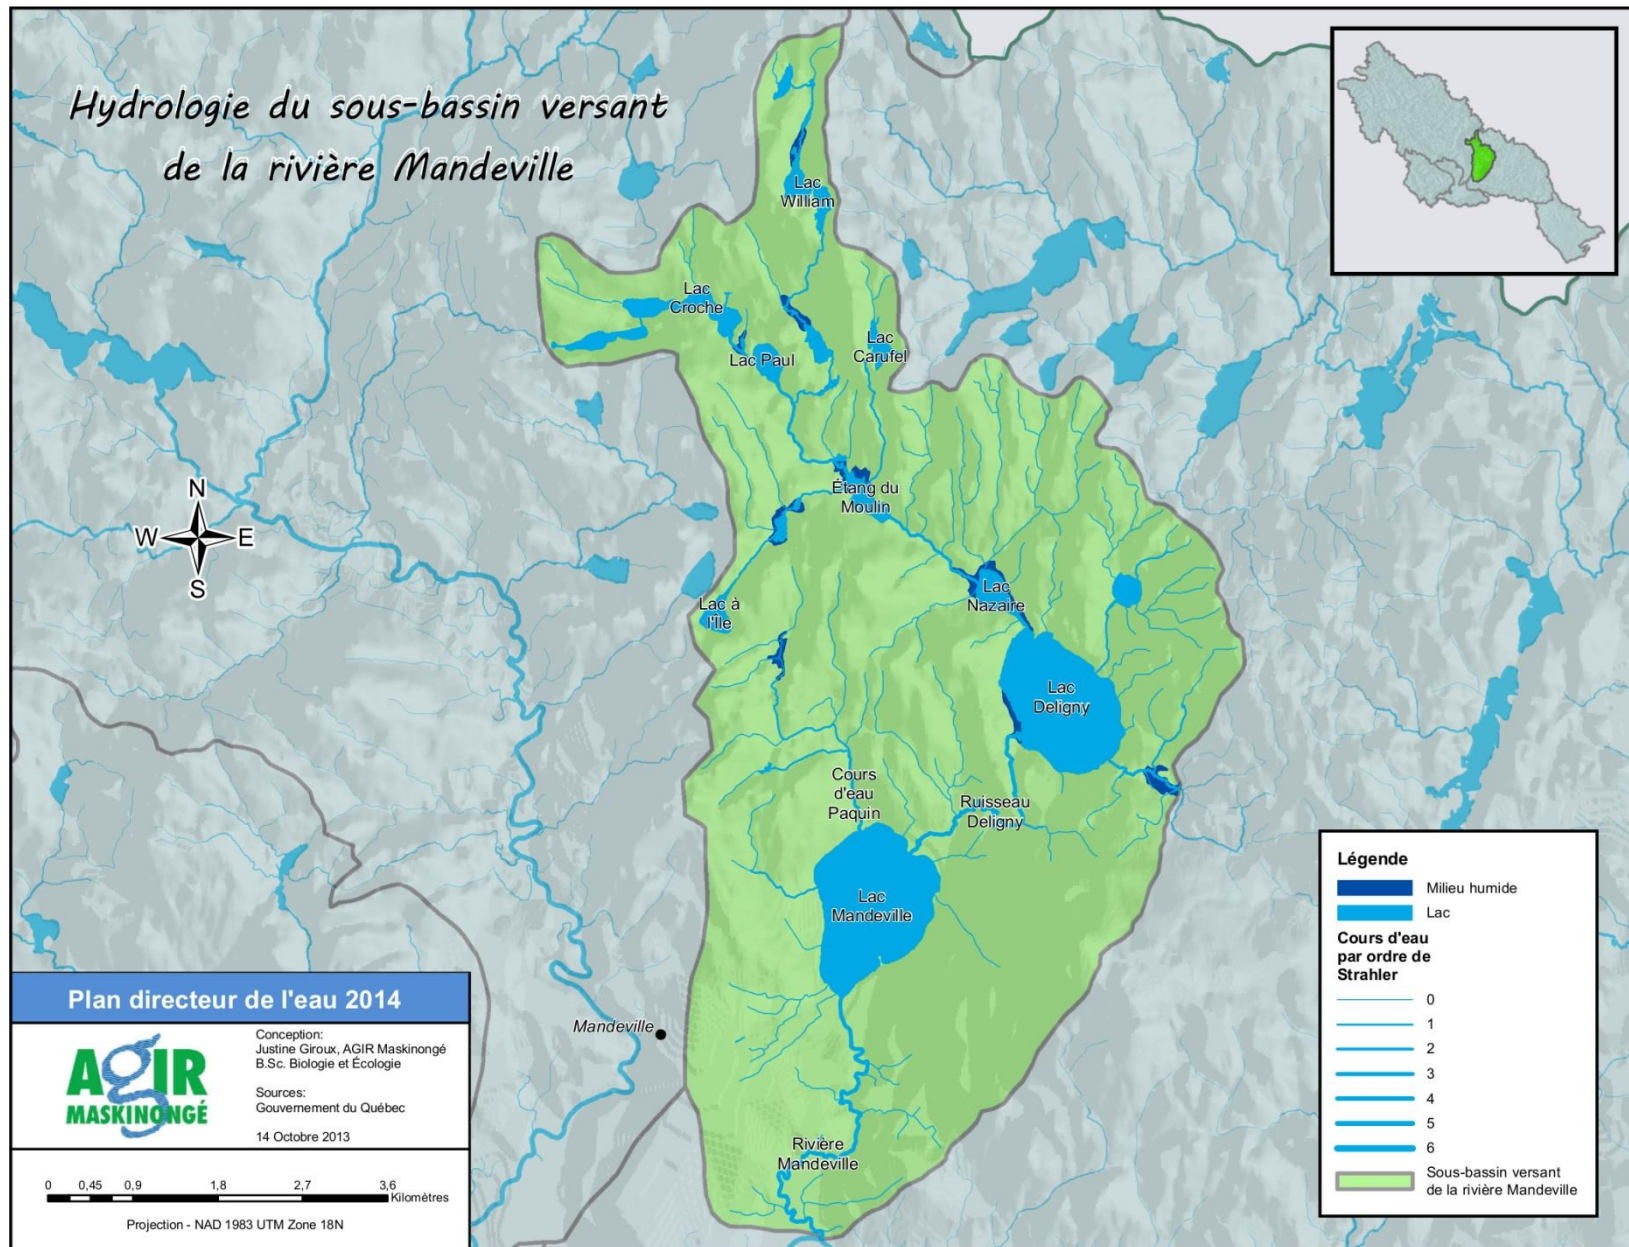 Hydrologie du sous-bassin versant
de la rivière Mandeville
Lac
William
Lac
Croche
Lac Paul
Lac
Carufel
Étang du
Moulin
N
W
E
S
Lac
Nazaire
Lac à
l'Île
Lac
Deligny
Cours
d'eau
Paquin
Ruisseau
Deligny
Lac
Mandeville
Mandeville
Rivière
Mandeville
Légende
Milieu humide
Lac
Cours d'eau
par ordre de
Strahler
0
1
2
3
4
5
6
Sous-bassin versant
de la rivière Mandeville
Plan directeur de l'eau 2014
AGIR
MASKINONGÉ
Conception:
Justine Giroux, AGIR Maskinongé
B.Sc. Biologie et Écologie
Sources:
Gouvernement du Québec
14 Octobre 2013
0 0,45 0,9 1,8 2,7 3,6
Kilomètres
Projection - NAD 1983 UTM Zone 18N